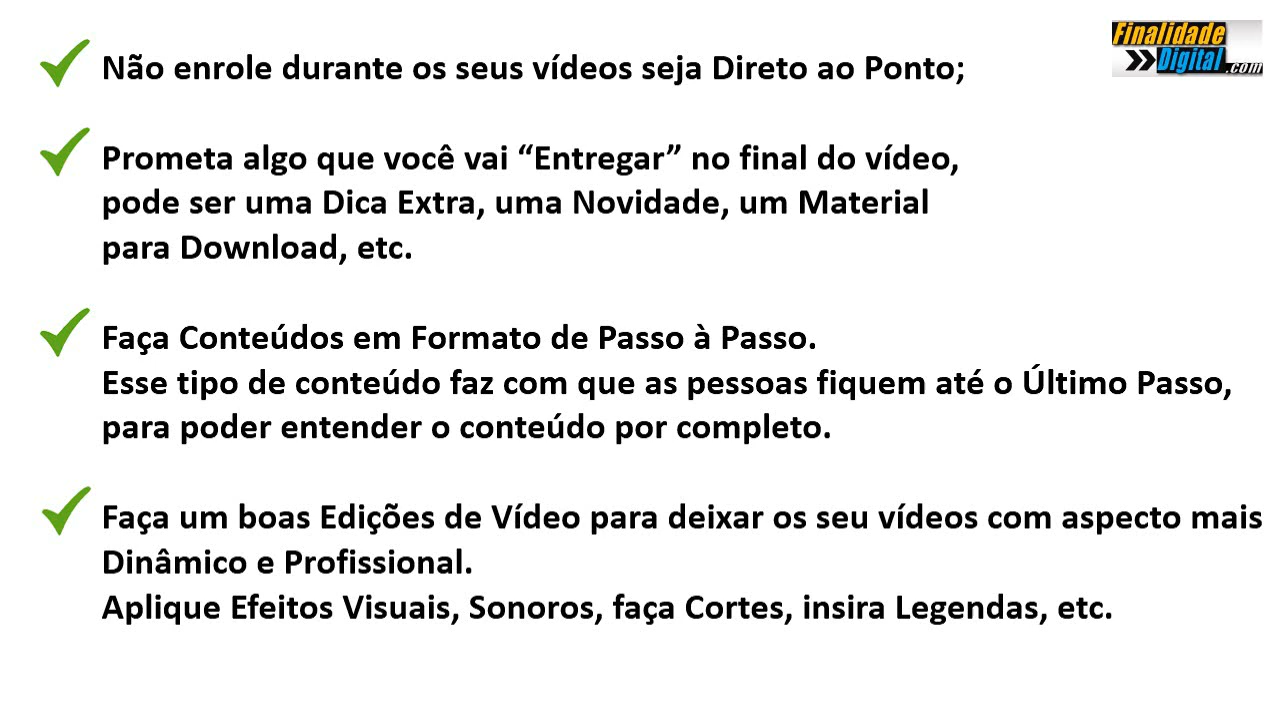 Não enrole durante os seus vídeos seja Direto ao Ponto;
Finalidade
Digital .com
Prometa algo que você vai “Entregar” no final do vídeo,
pode ser uma Dica Extra, uma Novidade, um Material
para Download, etc.
Faça Conteúdos em Formato de Passo à Passo.
Esse tipo de conteúdo faz com que as pessoas fiquem até o Último Passo,
para poder entender o conteúdo por completo.
Faça um boas Edições de Vídeo para deixar os seu vídeos com aspecto mais
Dinâmico e Profissional.
Aplique Efeitos Visuais, Sonoros, faça Cortes, insira Legendas, etc.